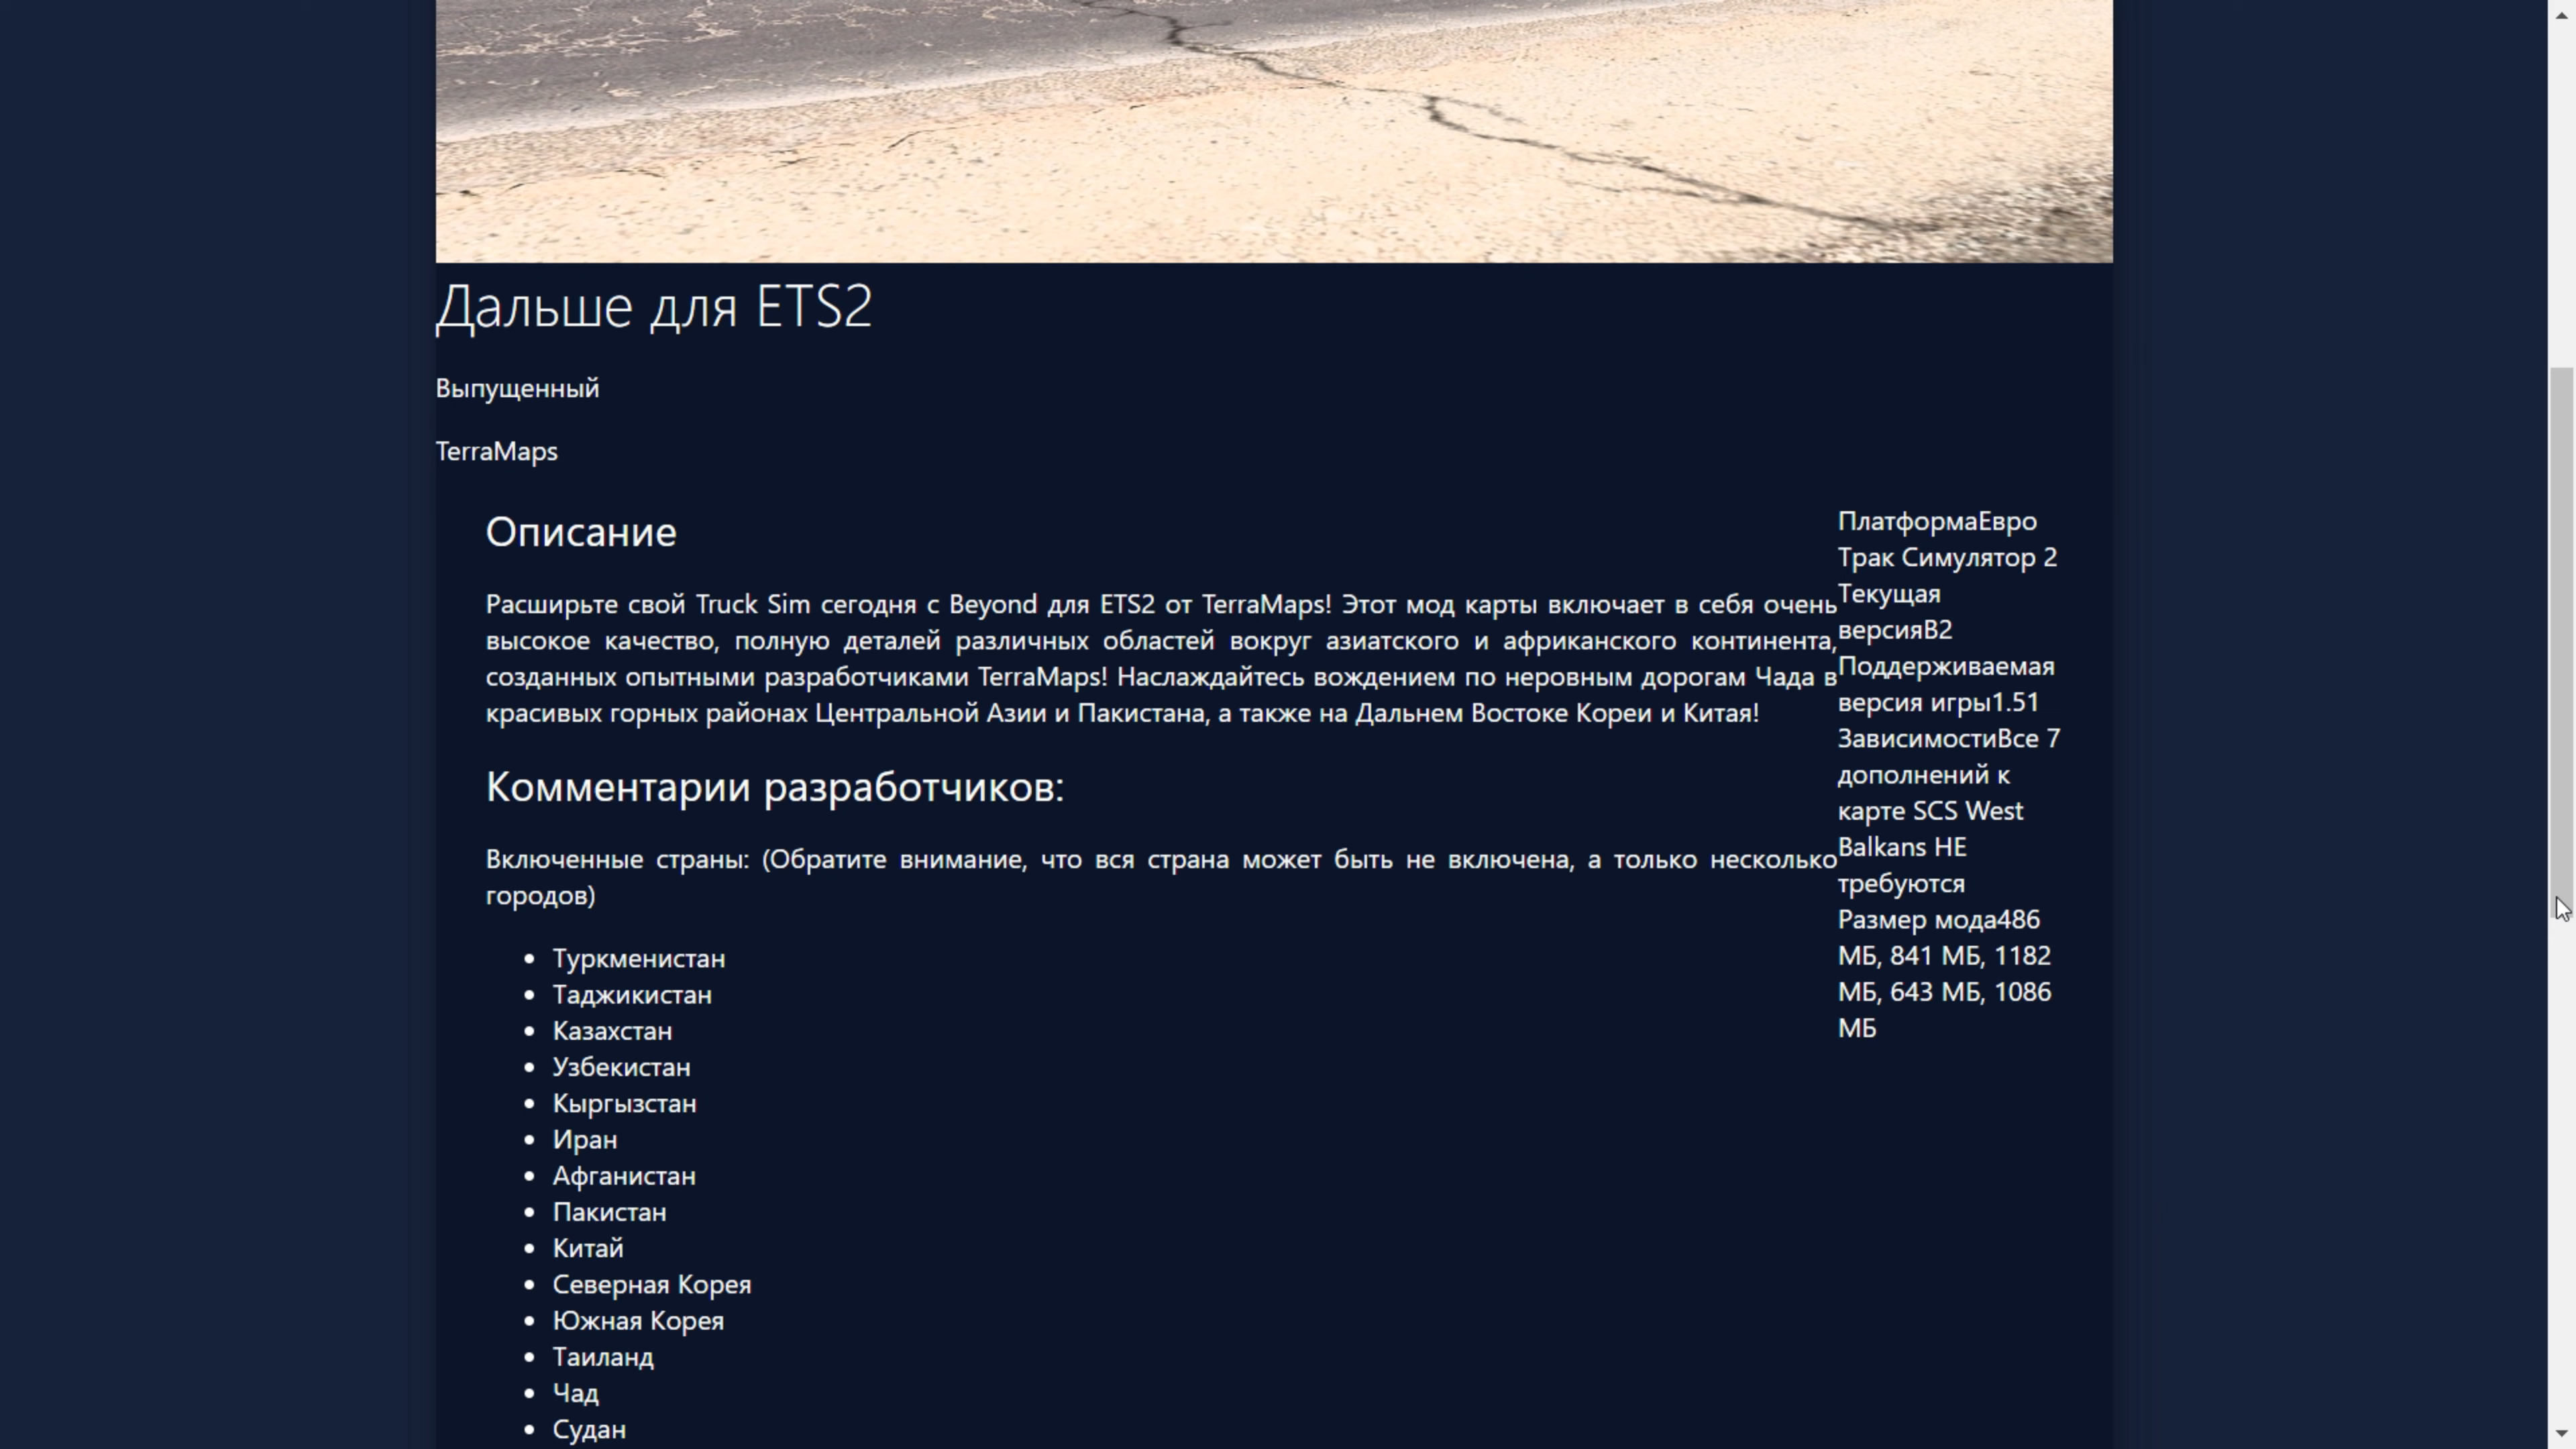 Дальше для ETS2
Выпущенный
TerraMaps
Описание
Расширьте свой Truck Sim сегодня с Beyond для ETS2 от TerraMaps! Этот мод карты включает в себя очень
высокое качество, полную деталей различных областей вокруг азиатского и африканского континента,
созданных опытными разработчиками TerraMaps! Наслаждайтесь вождением по неровным дорогам Чада в
красивых горных районах Центральной Азии и Пакистана, а также на Дальнем Востоке Кореи и Китая!
Комментарии разработчиков:
Включенные страны: (Обратите внимание, что вся страна может быть не включена, а только несколько
городов)
Туркменистан
Таджикистан
Казахстан
Узбекистан
Кыргызстан
Иран
Афганистан
Пакистан
Китай
Северная Корея
Южная Корея
Таиланд
Чад
Судан
ПлатформаЕвро
Трак Симулятор 2
Текущая
версияB2
Поддерживаемая
версия игры1.51
ЗависимостиВсе 7
дополнений к
карте SCS West
Balkans НЕ
требуются
Размер мода486
МБ, 841 МБ, 1182
МБ, 643 МБ, 1086
МБ